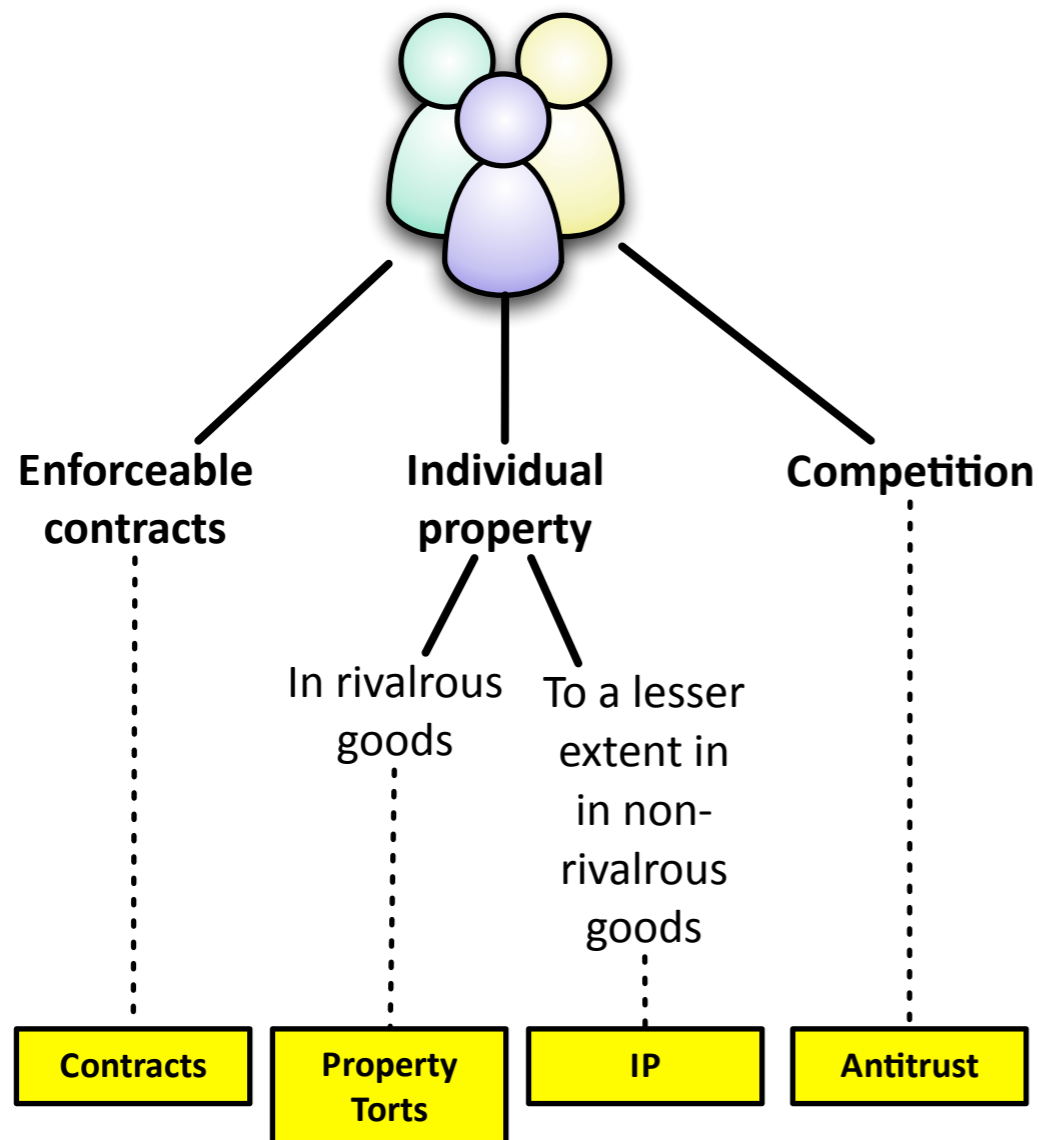 Enforceable
contracts
Individual
property
Competition
In rivalrous
goods
To a lesser
extent in
in non-
rivalrous
goods
Contracts
Property
Torts
IP
Antitrust